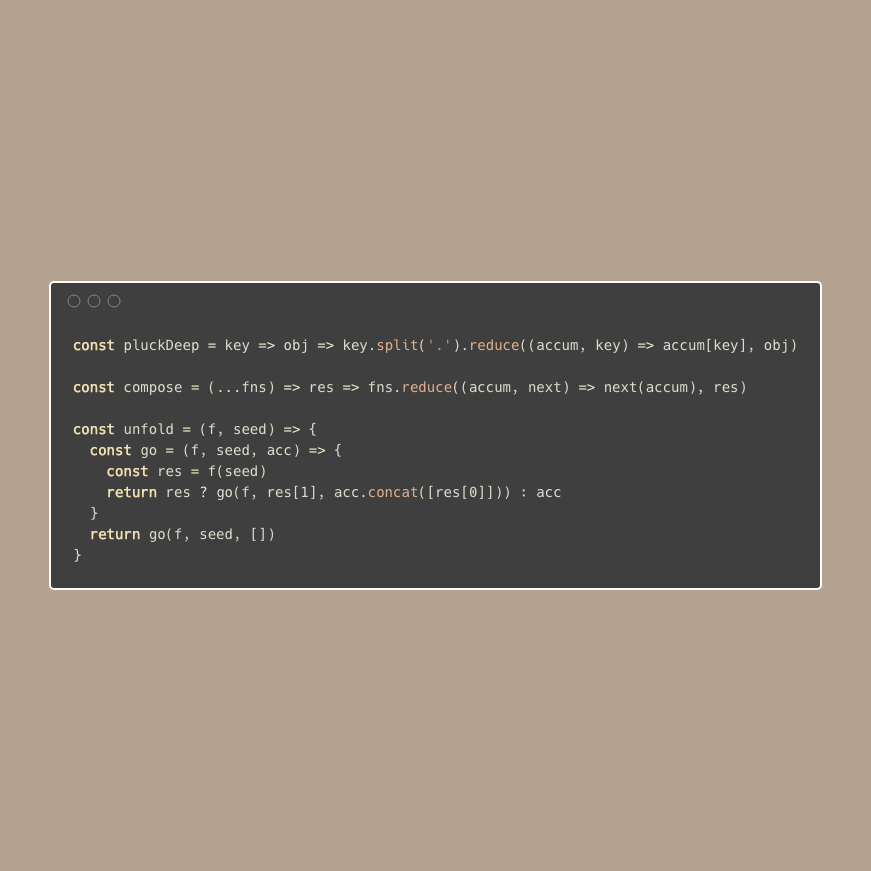 const pluckDeep = key => obj => key.split('.').reduce((accum, key) => accum[key], obj)
const compose = (...fns) => res => fns.reduce((accum, next) => next(accum), res)
const unfold = (f, seed) => {
  const go = (f, seed, acc) => {
    const res = f(seed)
    return res ? go(f, res[1], acc.concat([res[0]])) : acc
  }
  return go(f, seed, [])
}